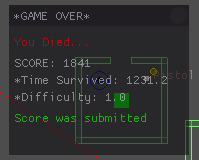 *GAME OVER*
You Died...
SCORE: 1841
*Time Survived: 1231.2
*Difficulty: 1.0
Score was submitted